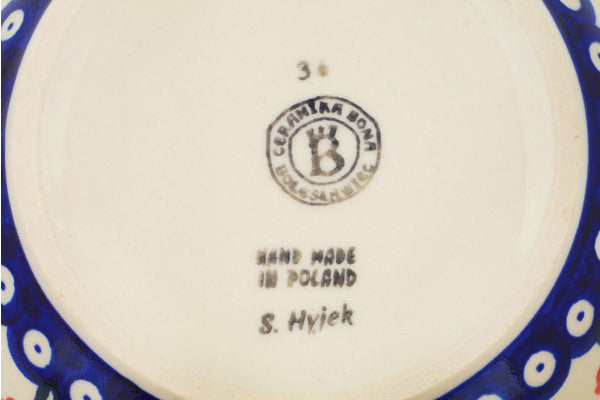 3
CERAMIKA BONA
B
BOLESŁAWIEC
HAND MADE
IN POLAND
S. Hyjek